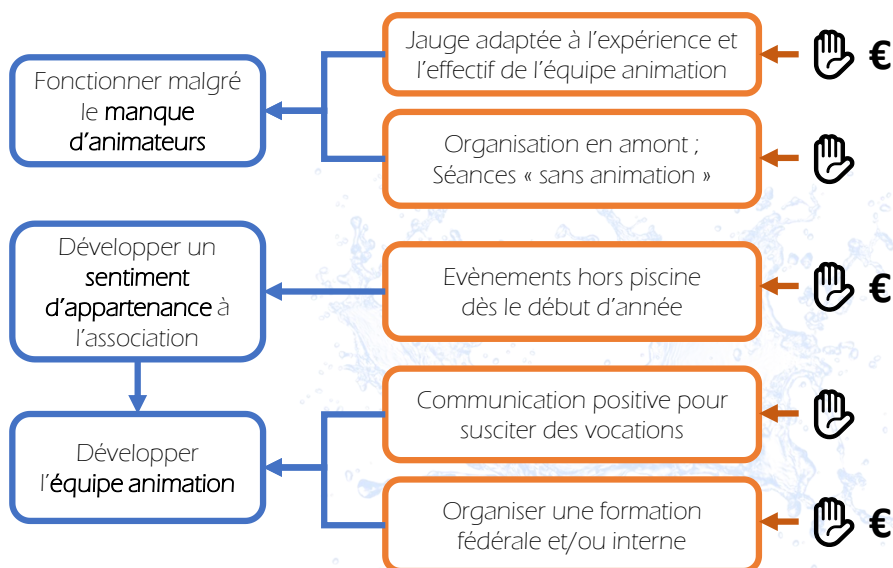 Fonctionner malgré
le manque
d'animateurs
Jauge adaptée à l'expérience et
l'effectif de l'équipe animation
€
Organisation en amont ;
Séances « sans animation »
Développer un
sentiment
d'appartenance à
l'association
Evènements hors piscine
dès le début d'année
€
Développer
l'équipe animation
Communication positive pour
susciter des vocations
Organiser une formation
fédérale et/ou interne
€